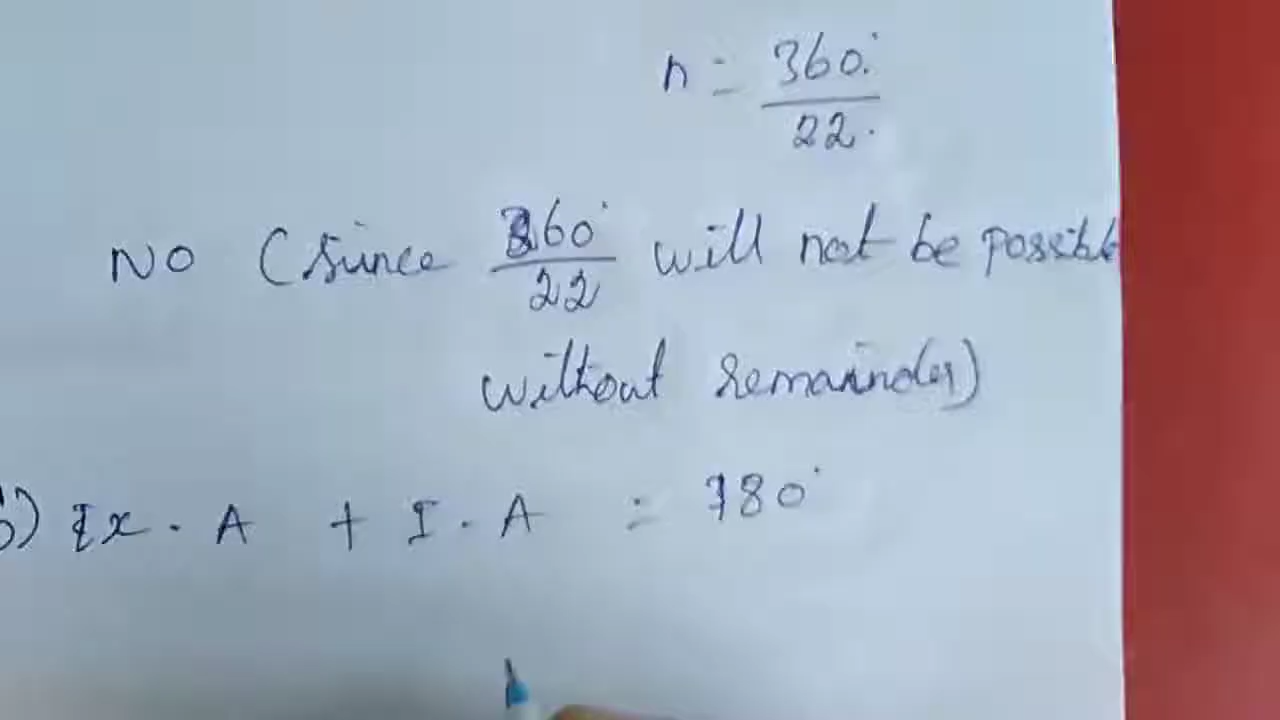 n = 360°/22.
NO (since 360°/22 will not be possible
without remainder)
b) Ex. A + I. A = 180°